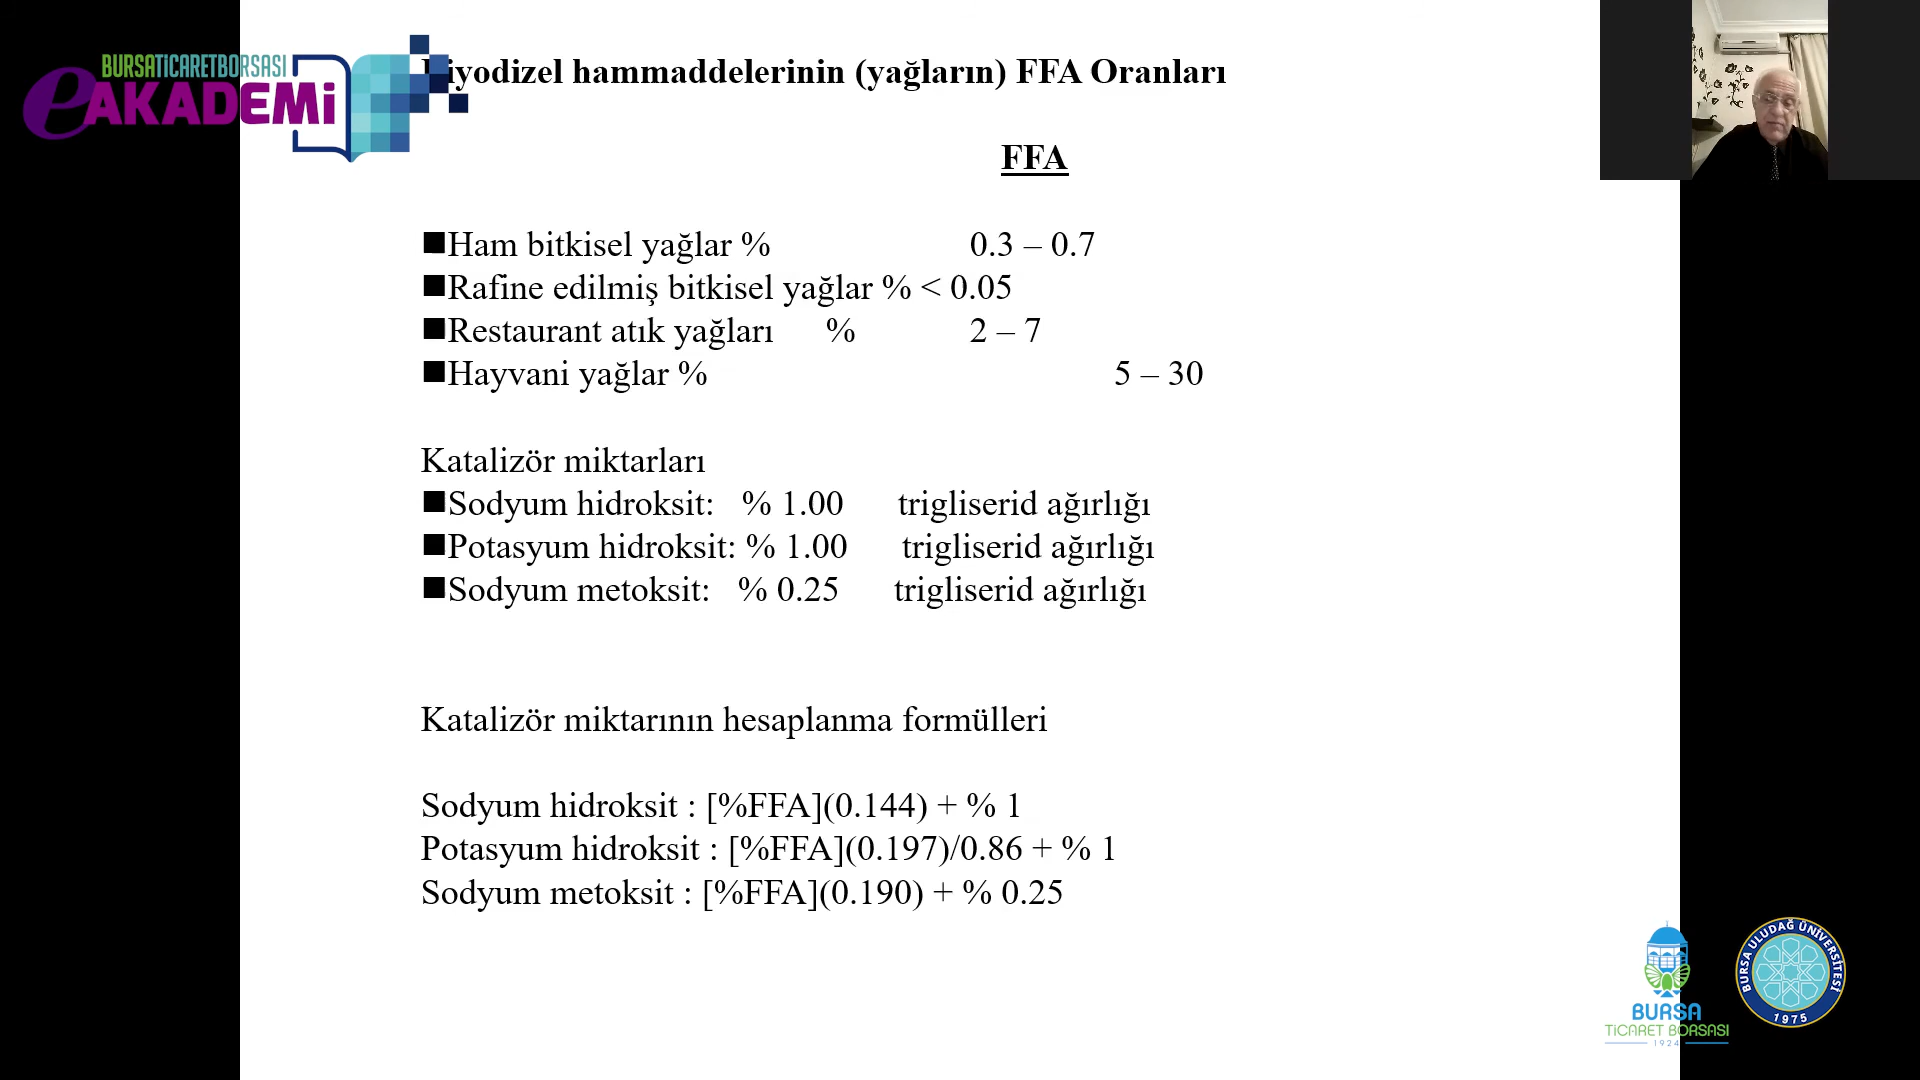 BURSATİCARETBORSASI
eAKADEMİ
iyodizel hammaddelerinin (yağların) FFA Oranları
FFA
Ham bitkisel yağlar % 0.3 – 0.7
Rafine edilmiş bitkisel yağlar % < 0.05
Restaurant atık yağları % 2 – 7
Hayvani yağlar % 5 – 30
Katalizör miktarları
Sodyum hidroksit: % 1.00 trigliserid ağırlığı
Potasyum hidroksit: % 1.00 trigliserid ağırlığı
Sodyum metoksit: % 0.25 trigliserid ağırlığı
Katalizör miktarının hesaplanma formülleri
Sodyum hidroksit : [%FFA](0.144) + % 1
Potasyum hidroksit : [%FFA](0.197)/0.86 + % 1
Sodyum metoksit : [%FFA](0.190) + % 0.25
BURSA
TİCARET BORSASI
1924
BURSA ULUDAĞ ÜNİVERSİTESİ
1975